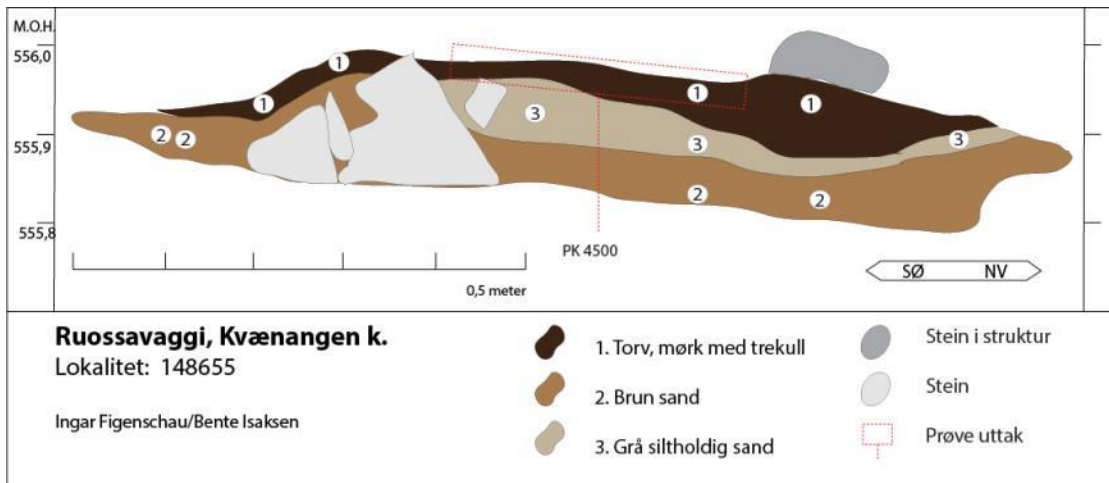 M.O.H.
556,0
555,9
555,8
1
1
1
1
2 2
3
3
3
2
2
PK 4500
0,5 meter
SØ NV
Ruossavaggi, Kvænangen k.
Lokalitet: 148655
Ingar Figenschau/Bente Isaksen
1. Torv, mørk med trekull
2. Brun sand
3. Grå siltholdig sand
Stein i struktur
Stein
Prøve uttak